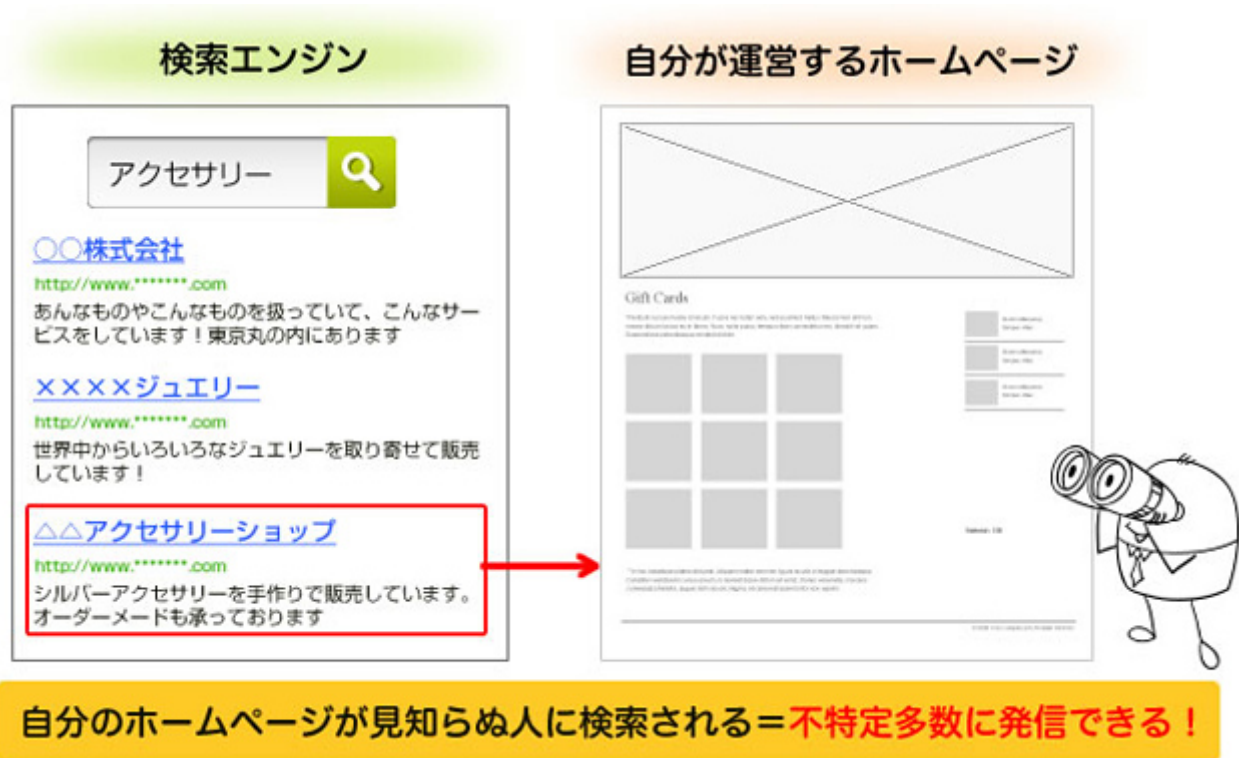 検索エンジン
自分が運営するホームページ
アクセサリー
○○株式会社
http://www.*******.com
あんなものやこんなものを扱っていて、こんなサー
ビスをしています！東京丸の内にあります
××××ジュエリー
http://www.*******.com
世界中からいろいろなジュエリーを取り寄せて販売
しています！
△△アクセサリーショップ
http://www.*******.com
シルバーアクセサリーを手作りで販売しています。
オーダーメードも承っております
Gift Cards
自分のホームページが見知らぬ人に検索される＝不特定多数に発信できる！